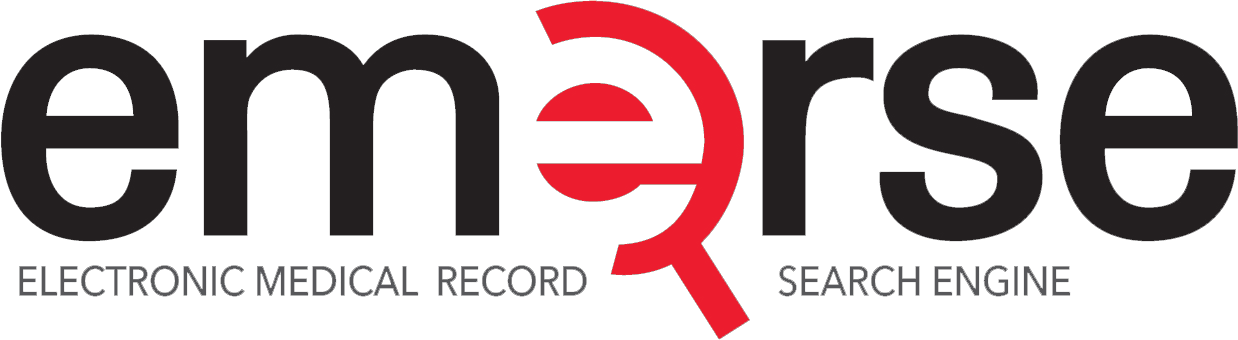 emerse
ELECTRONIC MEDICAL RECORD SEARCH ENGINE